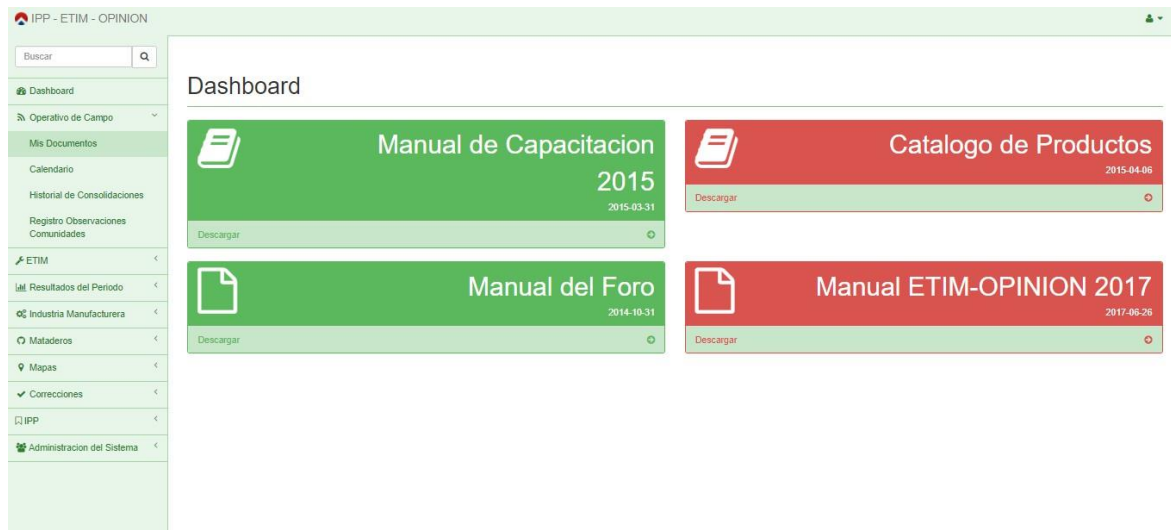 IPP - ETIM - OPINION
Buscar
Dashboard
Operativo de Campo
Mis Documentos
Calendario
Historial de Consolidaciones
Registro Observaciones
Comunidades
ETIM
Resultados del Periodo
Industria Manufacturera
Mataderos
Mapas
Correcciones
IPP
Administracion del Sistema
Dashboard
Manual de Capacitacion
2015
2015-03-31
Descargar
Catalogo de Productos
2015-04-06
Descargar
Manual del Foro
2014-10-31
Descargar
Manual ETIM-OPINION 2017
2017-06-26
Descargar